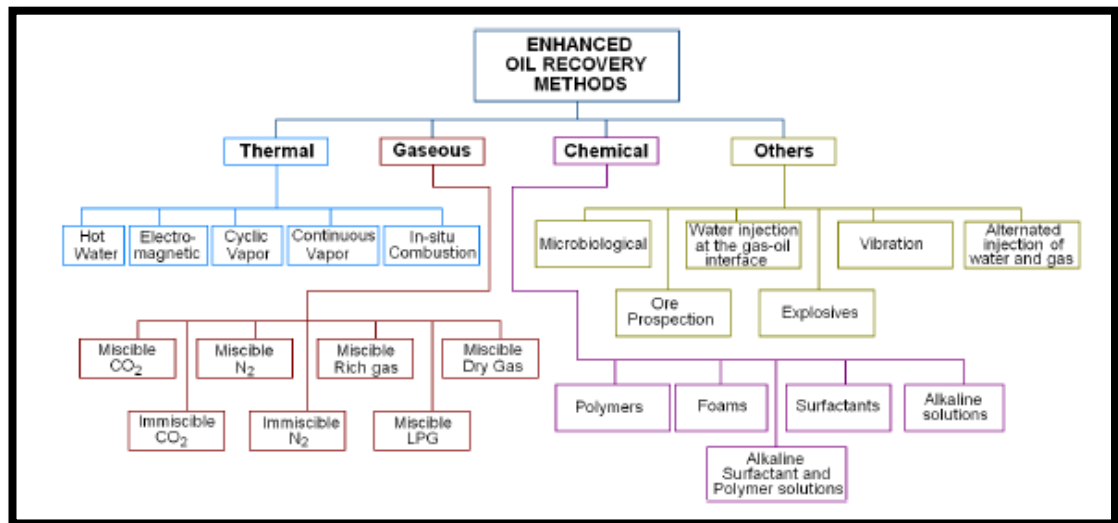 ENHANCED
OIL RECOVERY
METHODS
Thermal
Gaseous
Chemical
Others
Hot
Water
Electro-
magnetic
Cyclic
Vapor
Continuous
Vapor
In-situ
Combustion
Microbiological
Water injection
at the gas-oil
interface
Vibration
Alternated
injection of
water and gas
Ore
Prospection
Explosives
Miscible
CO₂
Miscible
N₂
Miscible
Rich gas
Miscible
Dry Gas
Immiscible
CO₂
Immiscible
N₂
Miscible
LPG
Polymers
Foams
Surfactants
Alkaline
solutions
Alkaline
Surfactant and
Polymer solutions